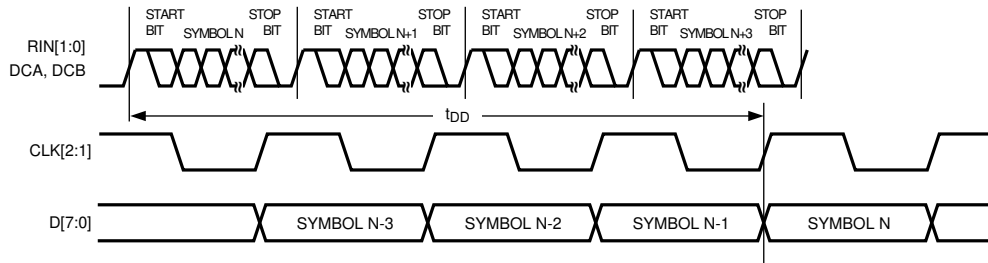 START BIT SYMBOL N STOP BIT START BIT SYMBOL N+1 STOP BIT START BIT SYMBOL N+2 STOP BIT START BIT SYMBOL N+3 STOP BIT
RIN[1:0]
DCA, DCB
tDD
CLK[2:1]
D[7:0] SYMBOL N-3 SYMBOL N-2 SYMBOL N-1 SYMBOL N